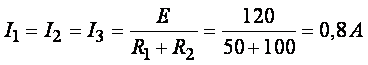 I₁ = I₂ = I₃ = E / (R₁ + R₂) = 120 / (50 + 100) = 0,8 A